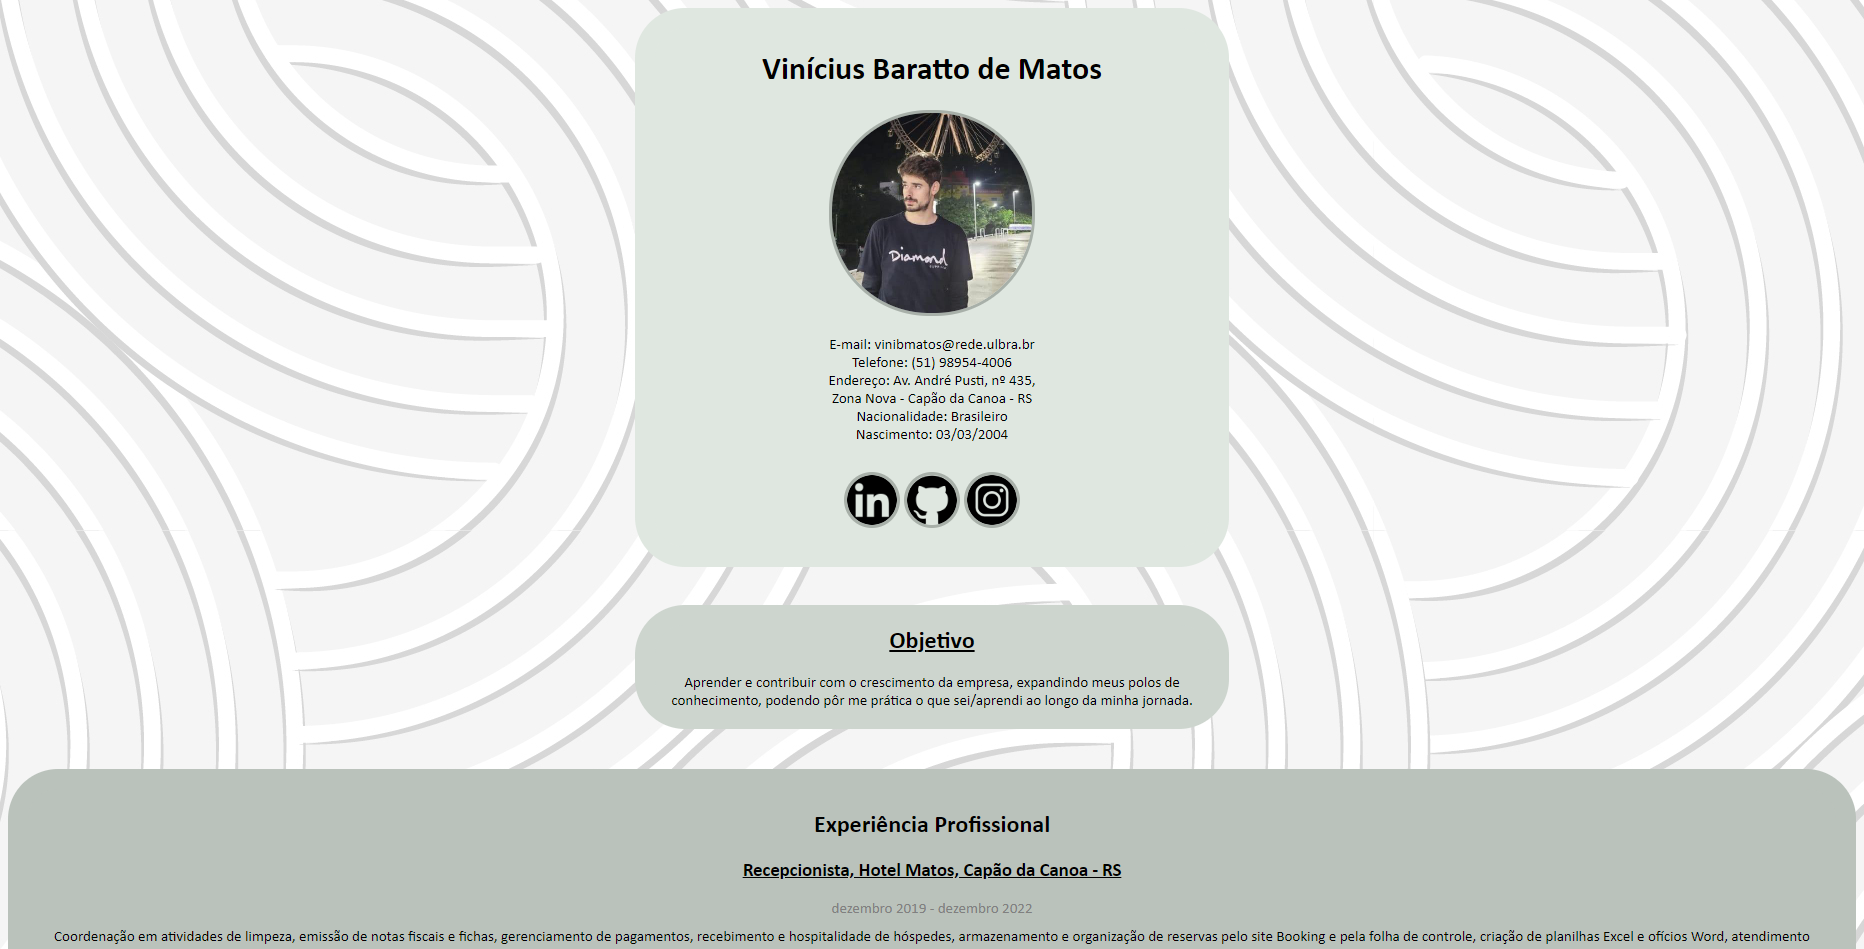 Vinícius Baratto de Matos
Diamond
E-mail: vinibmatos@rede.ulbra.br
Telefone: (51) 98954-4006
Endereço: Av. André Pusti, nº 435,
Zona Nova - Capão da Canoa - RS
Nacionalidade: Brasileiro
Nascimento: 03/03/2004
in
Objetivo
Aprender e contribuir com o crescimento da empresa, expandindo meus polos de
conhecimento, podendo pôr me prática o que sei/aprendi ao longo da minha jornada.
Experiência Profissional
Recepcionista, Hotel Matos, Capão da Canoa - RS
dezembro 2019 - dezembro 2022
Coordenação em atividades de limpeza, emissão de notas fiscais e fichas, gerenciamento de pagamentos, recebimento e hospitalidade de hóspedes, armazenamento e organização de reservas pelo site Booking e pela folha de controle, criação de planilhas Excel e ofícios Word, atendimento